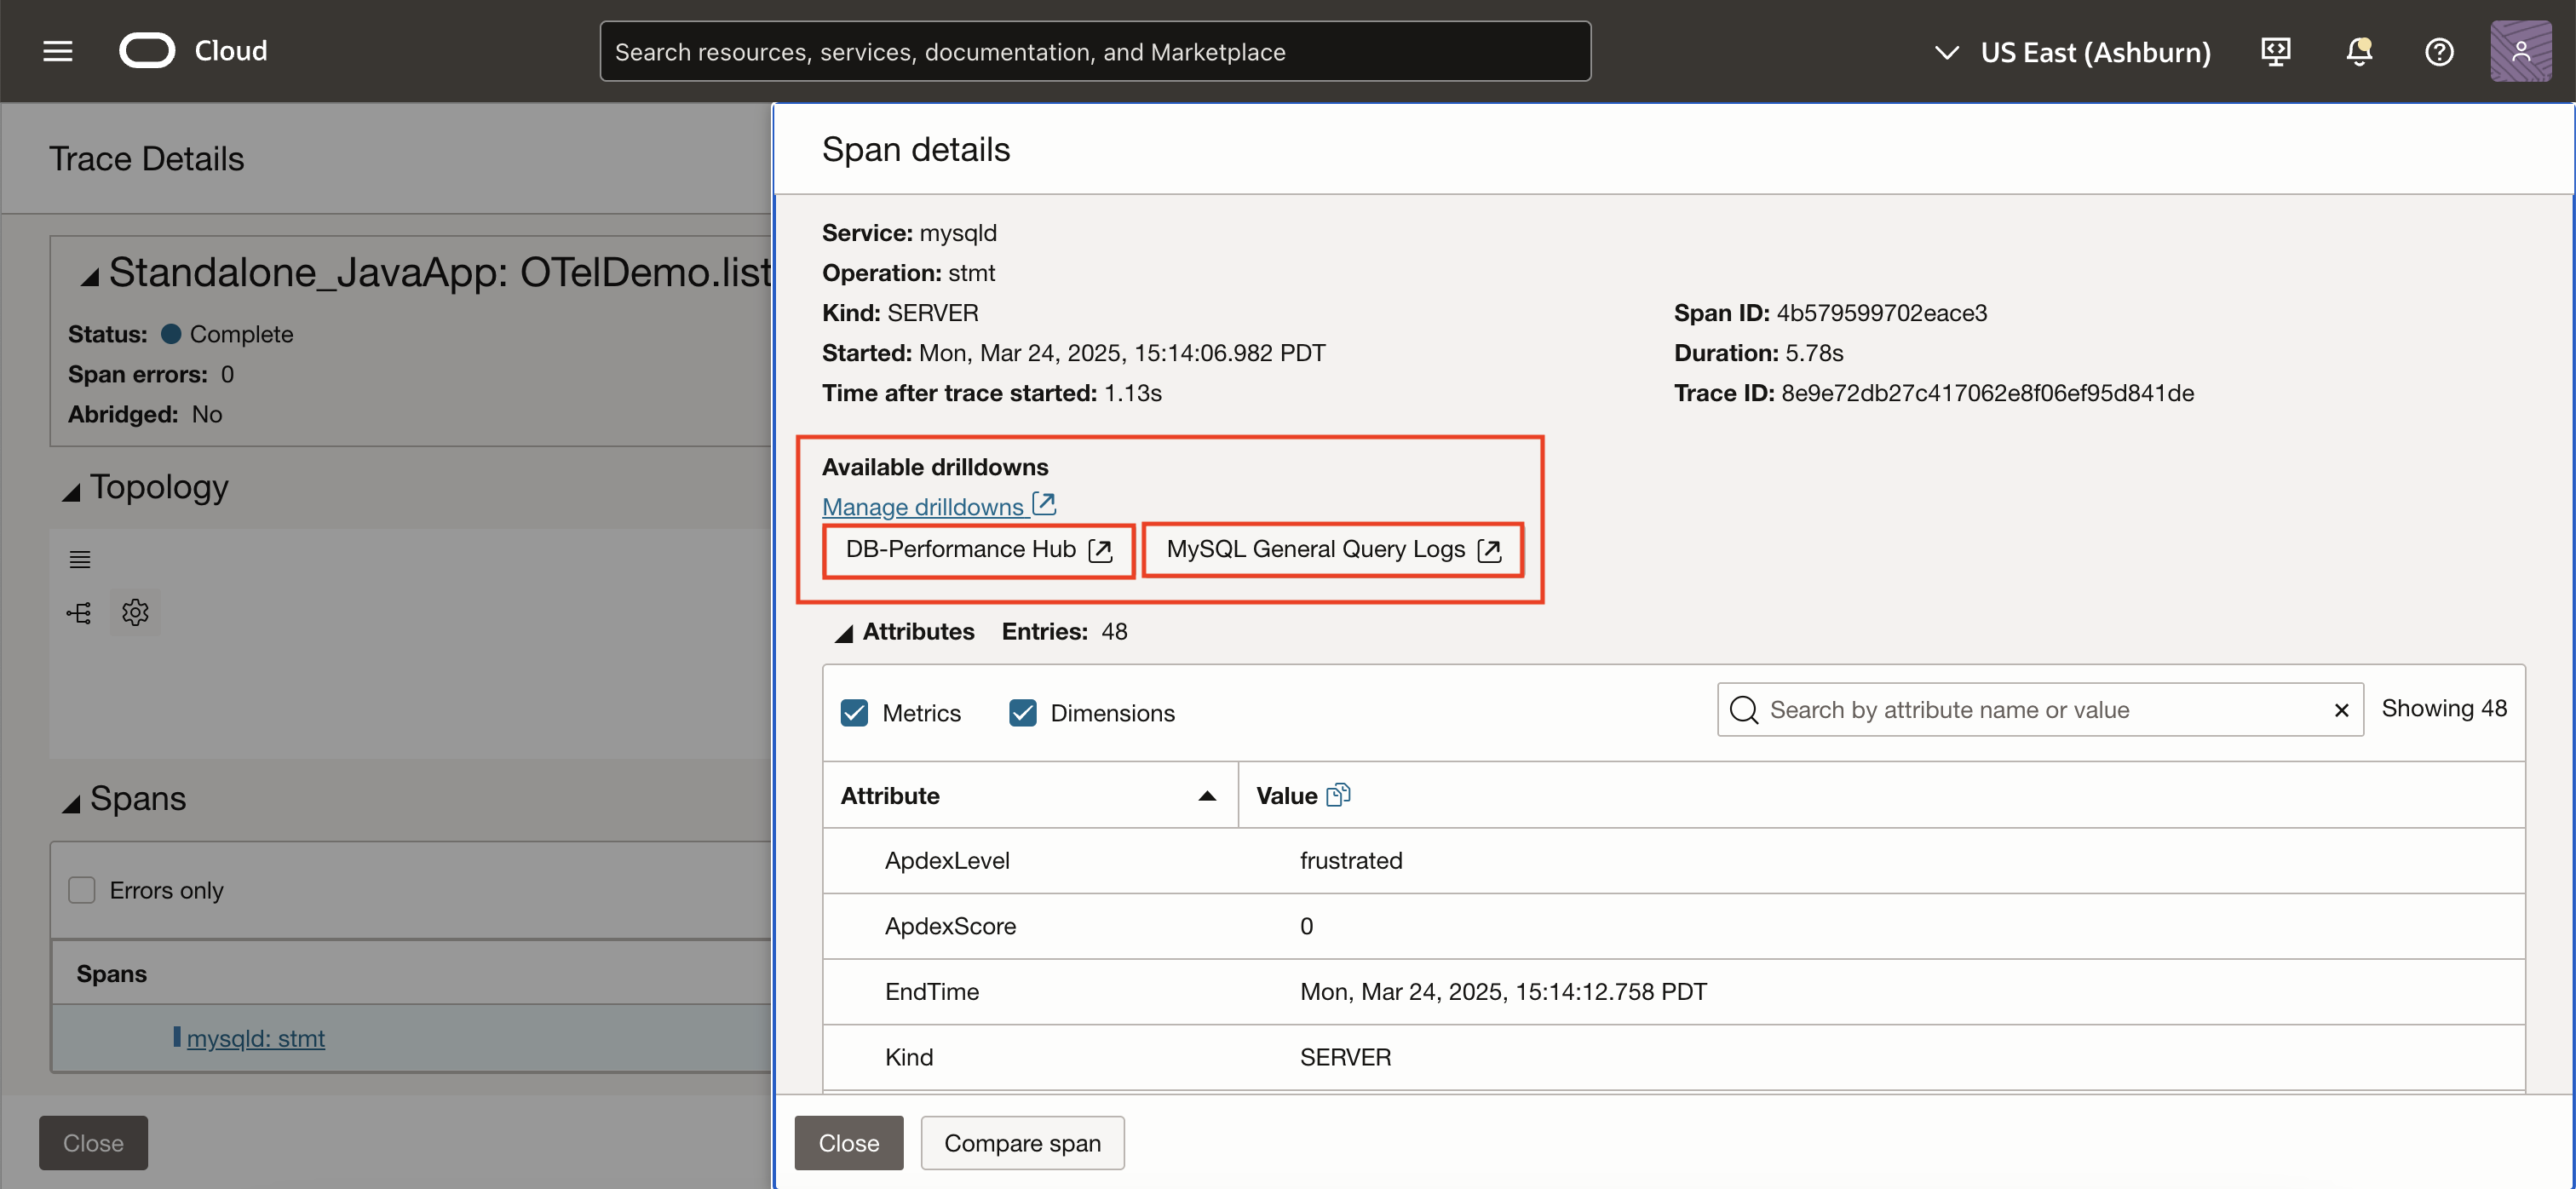 Cloud
Search resources, services, documentation, and Marketplace
US East (Ashburn)
Trace Details
Standalone_JavaApp: OTelDemo.list
Status: Complete
Span errors: 0
Abridged: No
Topology
Spans
Errors only
Spans
mysqld: stmt
Close
Span details
Service: mysqld
Operation: stmt
Kind: SERVER
Span ID: 4b579599702eace3
Started: Mon, Mar 24, 2025, 15:14:06.982 PDT
Duration: 5.78s
Time after trace started: 1.13s
Trace ID: 8e9e72db27c417062e8f06ef95d841de
Available drilldowns
Manage drilldowns
DB-Performance Hub
MySQL General Query Logs
Attributes Entries: 48
Metrics
Dimensions
Search by attribute name or value
Showing 48
Attribute
Value
ApdexLevel frustrated
ApdexScore 0
EndTime Mon, Mar 24, 2025, 15:14:12.758 PDT
Kind SERVER
Close
Compare span